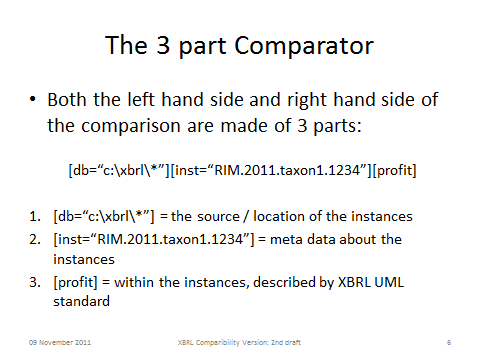 The 3 part Comparator
• Both the left hand side and right hand side of
the comparison are made of 3 parts:
[db=“c:\xbrl\*”][inst=“RIM.2011.taxon1.1234”][profit]
1. [db=“c:\xbrl\*”] = the source / location of the instances
2. [inst=“RIM.2011.taxon1.1234”] = meta data about the
instances
3. [profit] = within the instances, described by XBRL UML
standard
09 November 2011 XBRL Comparibility Version: 2nd draft 6